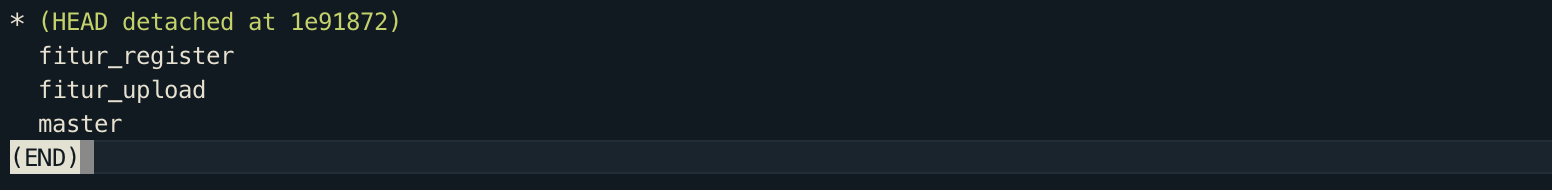 * (HEAD detached at 1e91872)
  fitur_register
  fitur_upload
  master
(END)